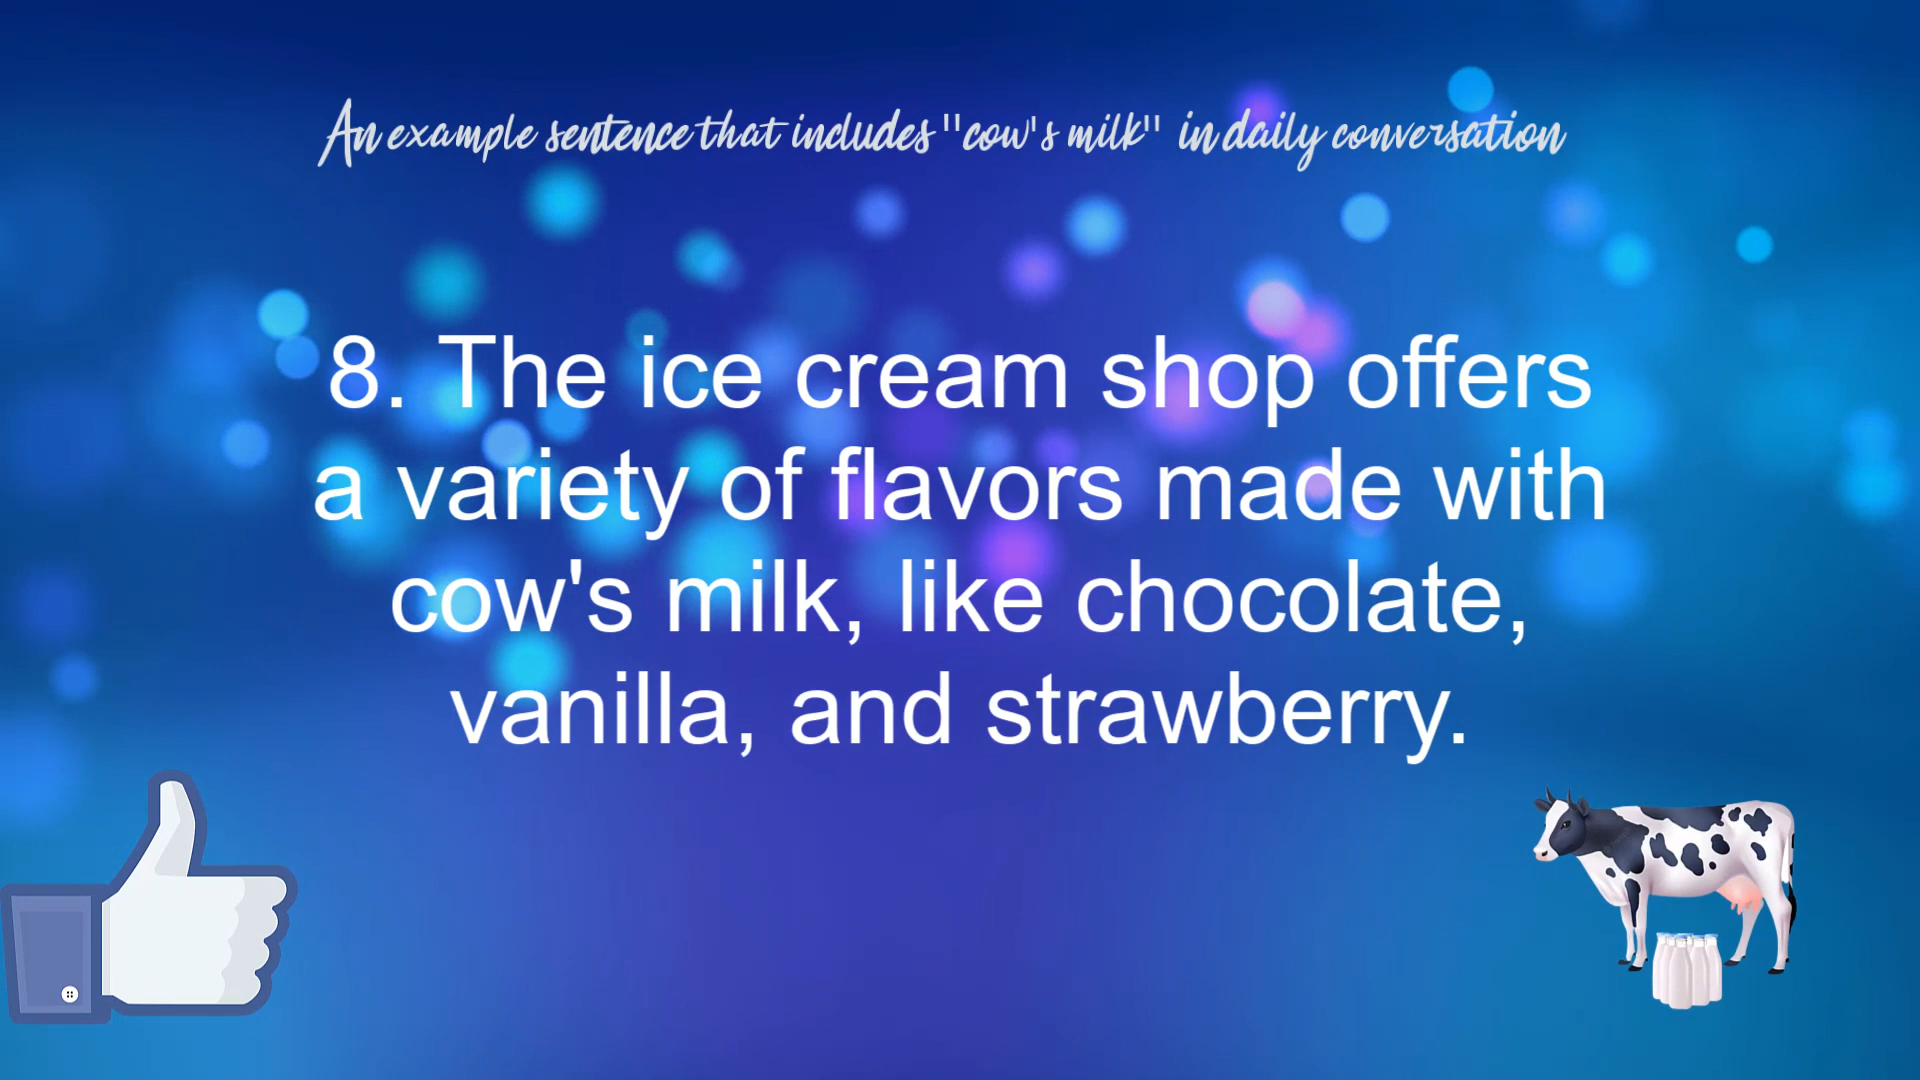 An example sentence that includes "cow's milk" in daily conversation
8. The ice cream shop offers
a variety of flavors made with
cow's milk, like chocolate,
vanilla, and strawberry.